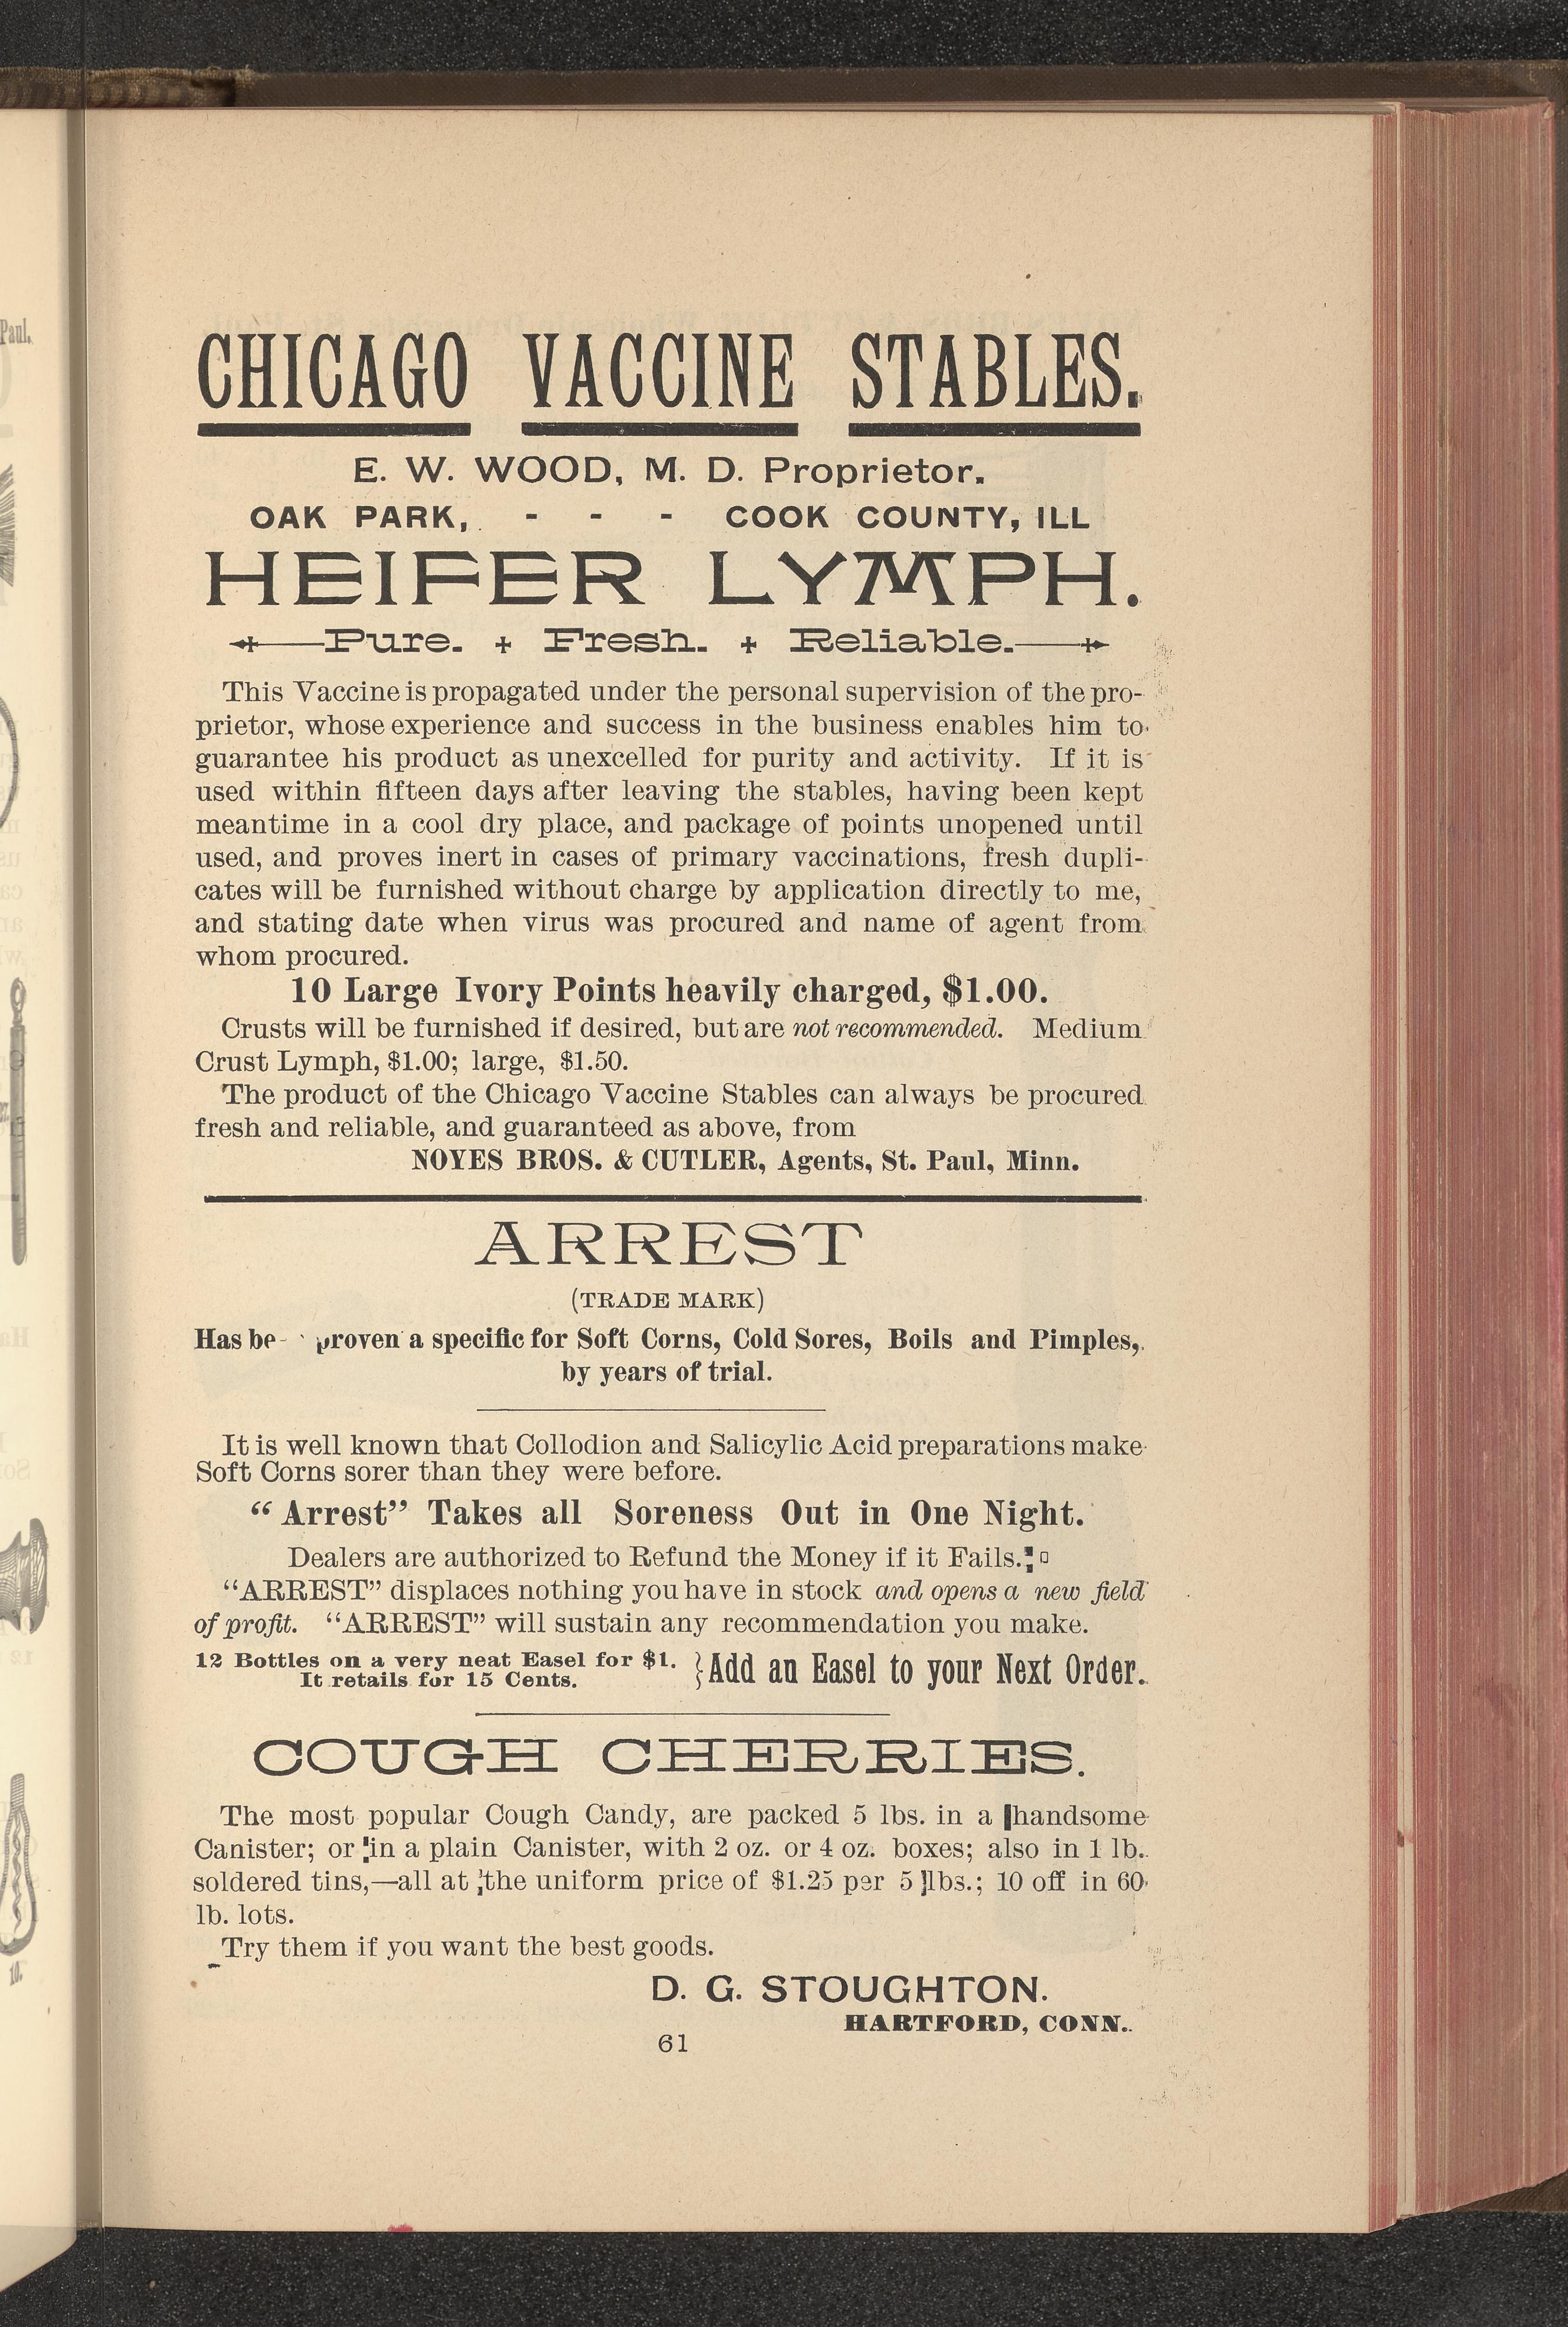 Paul.
CHICAGO VACCINE STABLES.
E. W. WOOD, M. D. Proprietor.
OAK PARK, - - - COOK COUNTY, ILL
HEIFER LYMPH.
Pure. + Fresh. + Reliable.
This Vaccine is propagated under the personal supervision of the pro-
prietor, whose experience and success in the business enables him to
guarantee his product as unexcelled for purity and activity. If it is
used within fifteen days after leaving the stables, having been kept
meantime in a cool dry place, and package of points unopened until
used, and proves inert in cases of primary vaccinations, fresh dupli-
cates will be furnished without charge by application directly to me,
and stating date when virus was procured and name of agent from
whom procured.
10 Large Ivory Points heavily charged, $1.00.
Crusts will be furnished if desired, but are not recommended. Medium
Crust Lymph, $1.00; large, $1.50.
The product of the Chicago Vaccine Stables can always be procured
fresh and reliable, and guaranteed as above, from
NOYES BROS. & CUTLER, Agents, St. Paul, Minn.
ARREST
(TRADE MARK)
Has be proven a specific for Soft Corns, Cold Sores, Boils and Pimples,
by years of trial.
It is well known that Collodion and Salicylic Acid preparations make
Soft Corns sorer than they were before.
“Arrest” Takes all Soreness Out in One Night.
Dealers are authorized to Refund the Money if it Fails.
“ARREST” displaces nothing you have in stock and opens a new field
of profit. “ARREST” will sustain any recommendation you make.
12 Bottles on a very neat Easel for $1.
It retails for 15 Cents.
} Add an Easel to your Next Order.
COUGH CHERRIES.
The most popular Cough Candy, are packed 5 lbs. in a handsome
Canister; or in a plain Canister, with 2 oz. or 4 oz. boxes; also in 1 lb.
soldered tins,—all at the uniform price of $1.25 per 5 lbs.; 10 off in 60
lb. lots.
Try them if you want the best goods.
D. G. STOUGHTON.
HARTFORD, CONN.
61